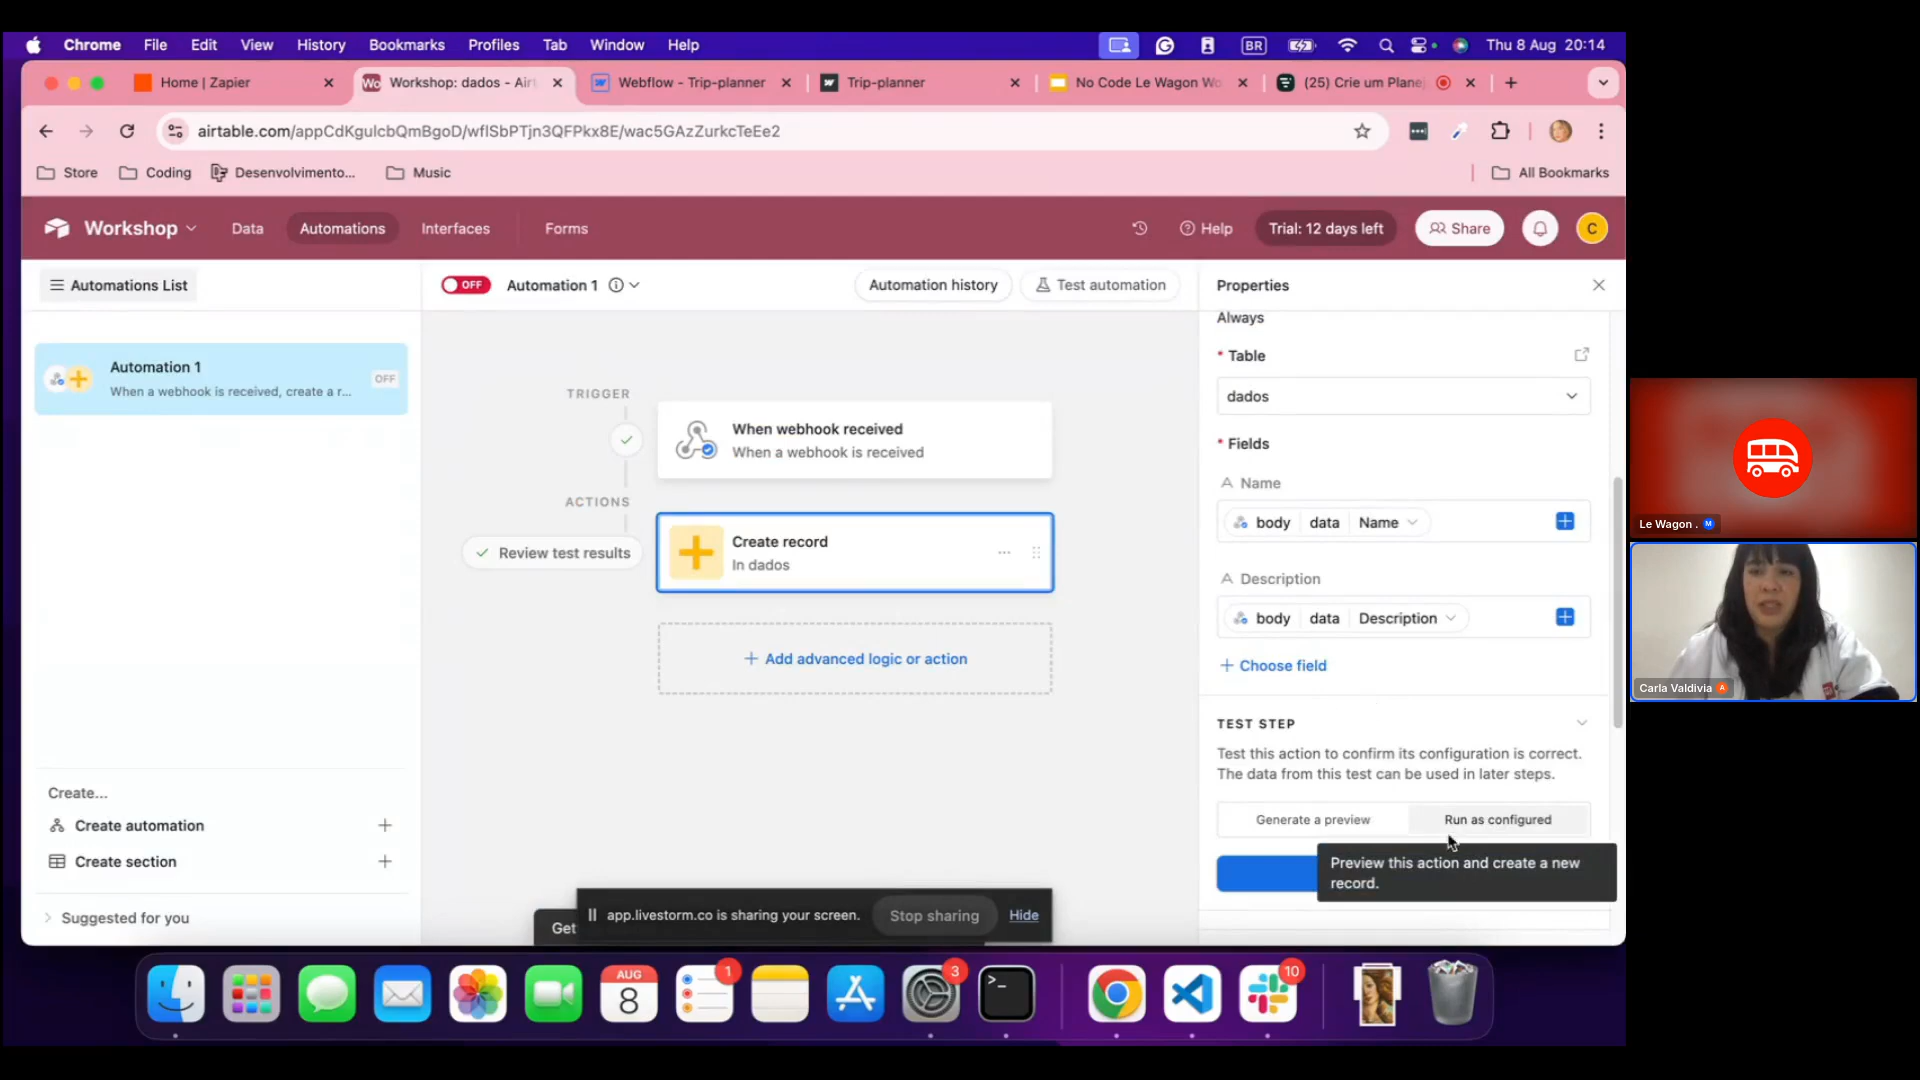 Chrome File Edit View History Bookmarks Profiles Tab Window Help BR Thu 8 Aug 20:14
Home | Zapier
Workshop: dados - Airt
Webflow - Trip-planner
Trip-planner
No Code Le Wagon Wo
(25) Crie um Plane
airtable.com/appCdKgulcbQmBgoD/wflSbPTjn3QFPkx8E/wac5GAzZurkcTeEe2
Store Coding Desenvolvimento... Music All Bookmarks
Workshop Data Automations Interfaces Forms Help Trial: 12 days left Share C
Automations List
OFF Automation 1 Automation history Test automation
Properties
Automation 1
When a webhook is received, create a r...
OFF
Create...
Create automation
Create section
Suggested for you
TRIGGER
When webhook received
When a webhook is received
ACTIONS
Review test results
Create record
In dados
Add advanced logic or action
Always
* Table
dados
* Fields
A Name
body data Name
A Description
body data Description
+ Choose field
TEST STEP
Test this action to confirm its configuration is correct.
The data from this test can be used in later steps.
Generate a preview Run as configured
Preview this action and create a new
record.
Get
app.livestorm.co is sharing your screen. Stop sharing Hide
AUG
8
1
3
10
Le Wagon . M
Carla Valdivia A